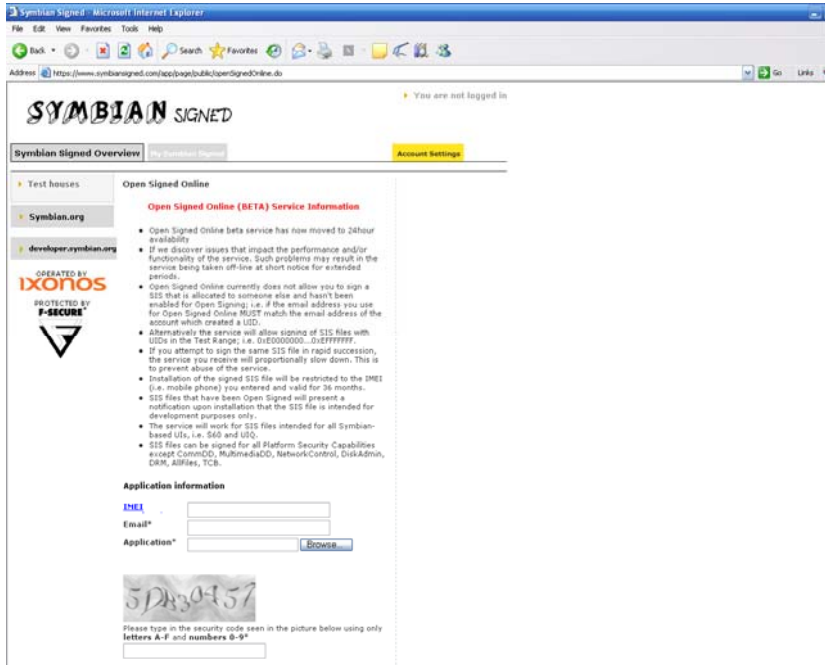 Symbian Signed - Microsoft Internet Explorer
File Edit View Favorites Tools Help
Back Search Favorites
Address https://www.symbiansigned.com/app/page/public/openSignedOnline.do Go Links
You are not logged in
SYMBIAN SIGNED
Symbian Signed Overview My Symbian Signed Account Settings
Test houses
Symbian.org
developer.symbian.org
OPERATED BY
IXONOS
PROTECTED BY
F-SECURE
Open Signed Online
Open Signed Online (BETA) Service Information
• Open Signed Online beta service has now moved to 24hour
availability
• If we discover issues that impact the performance and/or
functionality of the service. Such problems may result in the
service being taken off-line at short notice for extended
periods.
• Open Signed Online currently does not allow you to sign a
SIS that is allocated to someone else and hasn't been
enabled for Open Signing; i.e. if the email address you use
for Open Signed Online MUST match the email address of the
account which created a UID.
• Alternatively the service will allow signing of SIS files with
UIDs in the Test Range; i.e. 0xE0000000...0xEFFFFFFF.
• If you attempt to sign the same SIS file in rapid succession,
the service you receive will proportionally slow down. This is
to prevent abuse of the service.
• Installation of the signed SIS file will be restricted to the IMEI
(i.e. mobile phone) you entered and valid for 36 months.
• SIS files that have been Open Signed will present a
notification upon installation that the SIS file is intended for
development purposes only.
• The service will work for SIS files intended for all Symbian-
based UIs, i.e. S60 and UIQ.
• SIS files can be signed for all Platform Security Capabilities
except CommDD, MultimediaDD, NetworkControl, DiskAdmin,
DRM, AllFiles, TCB.
Application information
IMEI
Email*
Application* Browse...
Please type in the security code seen in the picture below using only
letters A-F and numbers 0-9*